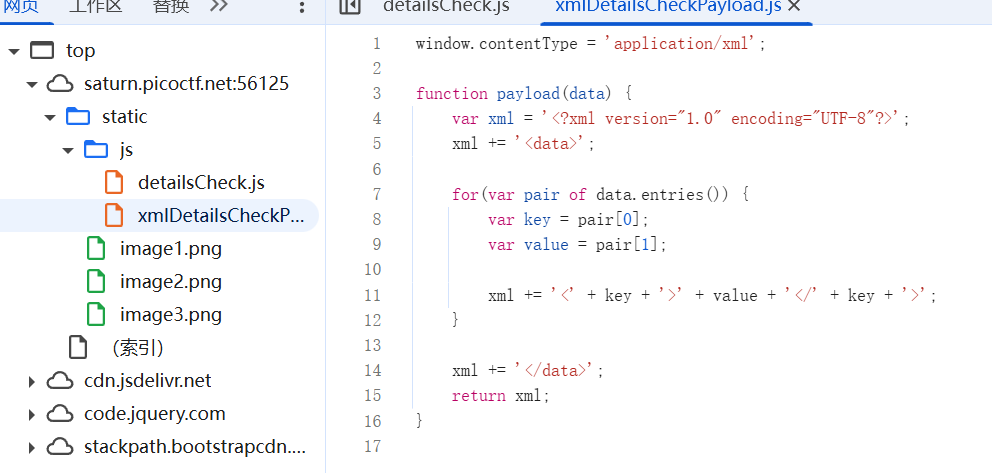 网页 工作区 替换
detailsCheck.js xmlDetailsCheckPayload.js
top
saturn.picoctf.net:56125
static
js
detailsCheck.js
xmlDetailsCheckP...
image1.png
image2.png
image3.png
(索引)
cdn.jsdelivr.net
code.jquery.com
stackpath.bootstrapcdn....
1 window.contentType = 'application/xml';
2
3 function payload(data) {
4 var xml = '<?xml version="1.0" encoding="UTF-8"?>';
5 xml += '<data>';
6
7 for(var pair of data.entries()) {
8 var key = pair[0];
9 var value = pair[1];
10
11 xml += '<' + key + '>' + value + '</' + key + '>';
12 }
13
14 xml += '</data>';
15 return xml;
16 }
17